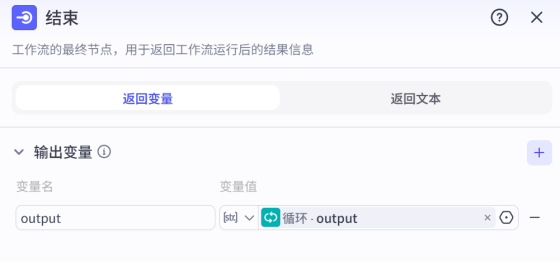 结束
工作流的最终节点，用于返回工作流运行后的结果信息
返回变量 返回文本
输出变量
变量名 变量值
output [str] 循环 · output